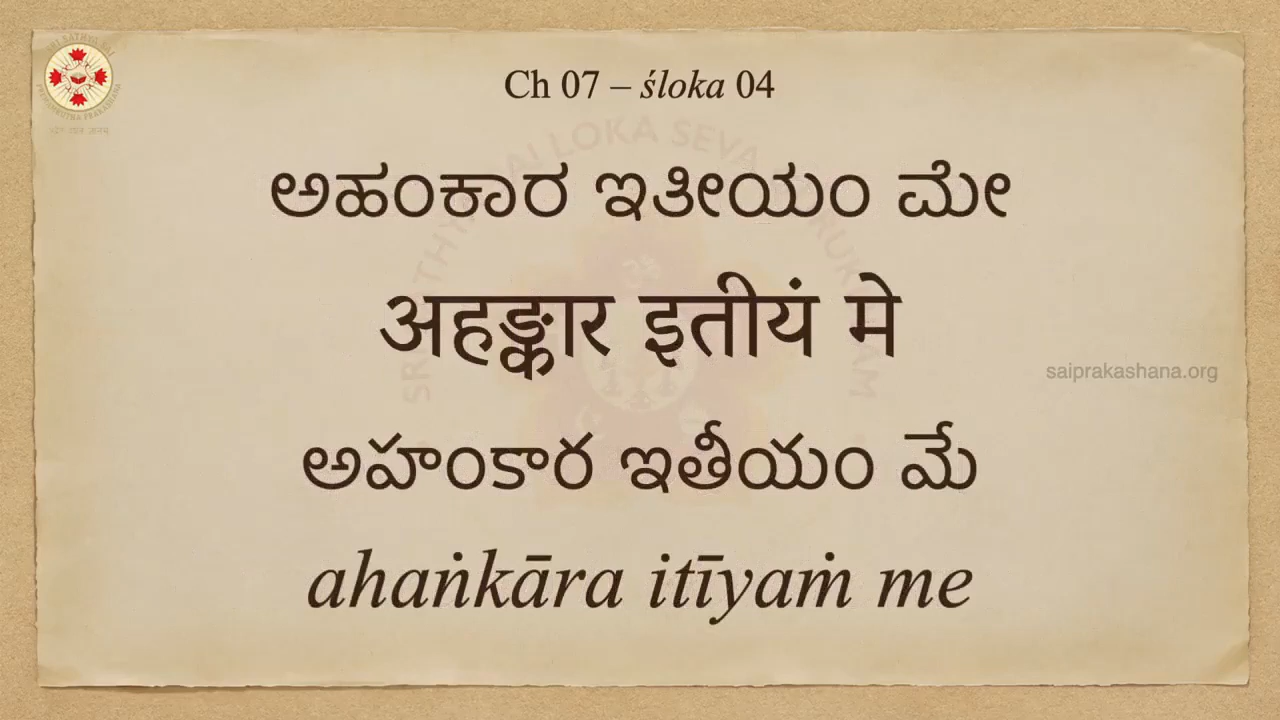 Ch 07 – śloka 04
ಅಹಂಕಾರ ಇತೀಯಂ ಮೇ
अहङ्कार इतीयं मे
saiprakashana.org
అహంకార ఇతీయం మే
ahaṅkāra itīyaṁ me